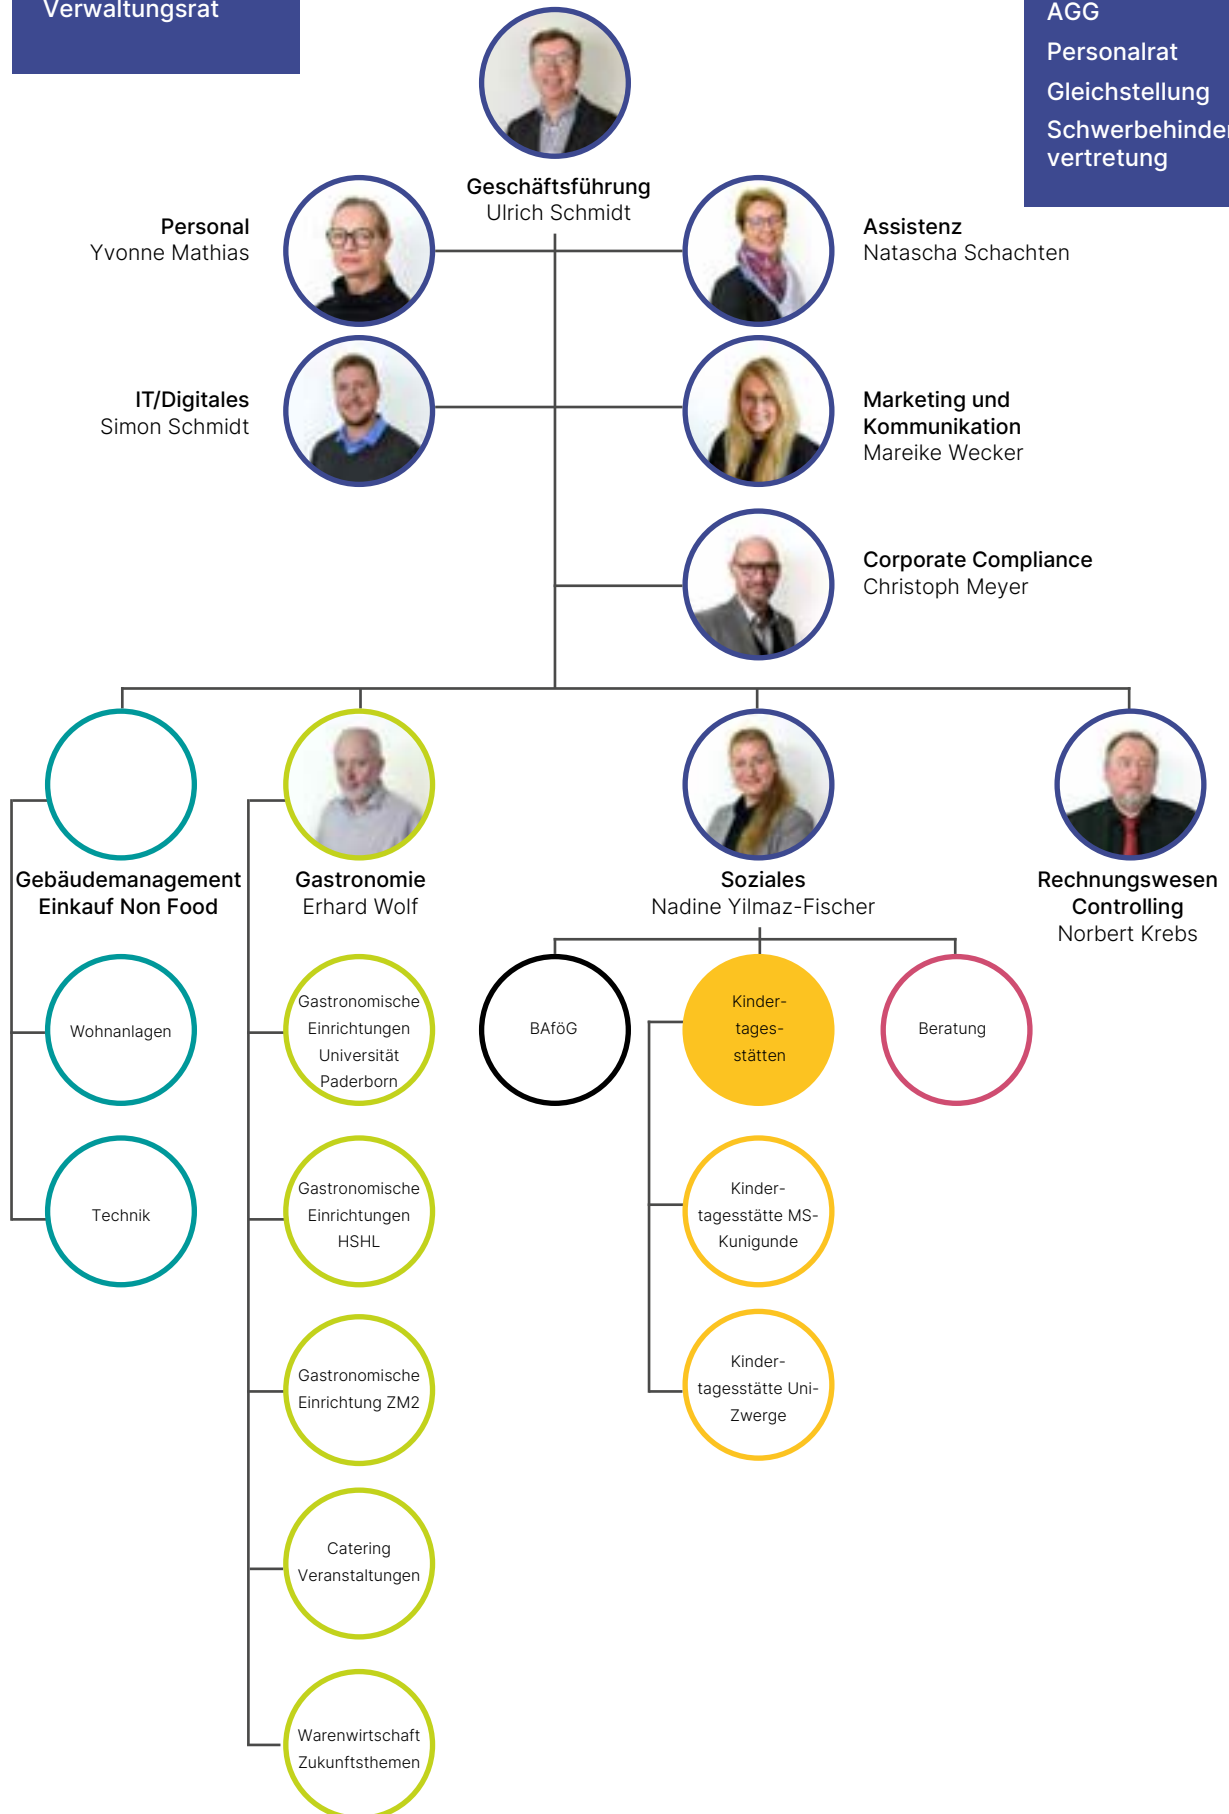 Verwaltungsrat
AGG
Personalrat
Gleichstellung
Schwerbehinder
vertretung
Geschäftsführung
Ulrich Schmidt
Personal
Yvonne Mathias
Assistenz
Natascha Schachten
IT/Digitales
Simon Schmidt
Marketing und
Kommunikation
Mareike Wecker
Corporate Compliance
Christoph Meyer
Gebäudemanagement
Einkauf Non Food
Gastronomie
Erhard Wolf
Soziales
Nadine Yilmaz-Fischer
Rechnungswesen
Controlling
Norbert Krebs
Wohnanlagen
Technik
Gastronomische
Einrichtungen
Universität
Paderborn
Gastronomische
Einrichtungen
HSHL
Gastronomische
Einrichtung ZM2
Catering
Veranstaltungen
Warenwirtschaft
Zukunftsthemen
BAföG
Kinder-
tages-
stätten
Kinder-
tagesstätte MS-
Kunigunde
Kinder-
tagesstätte Uni-
Zwerge
Beratung